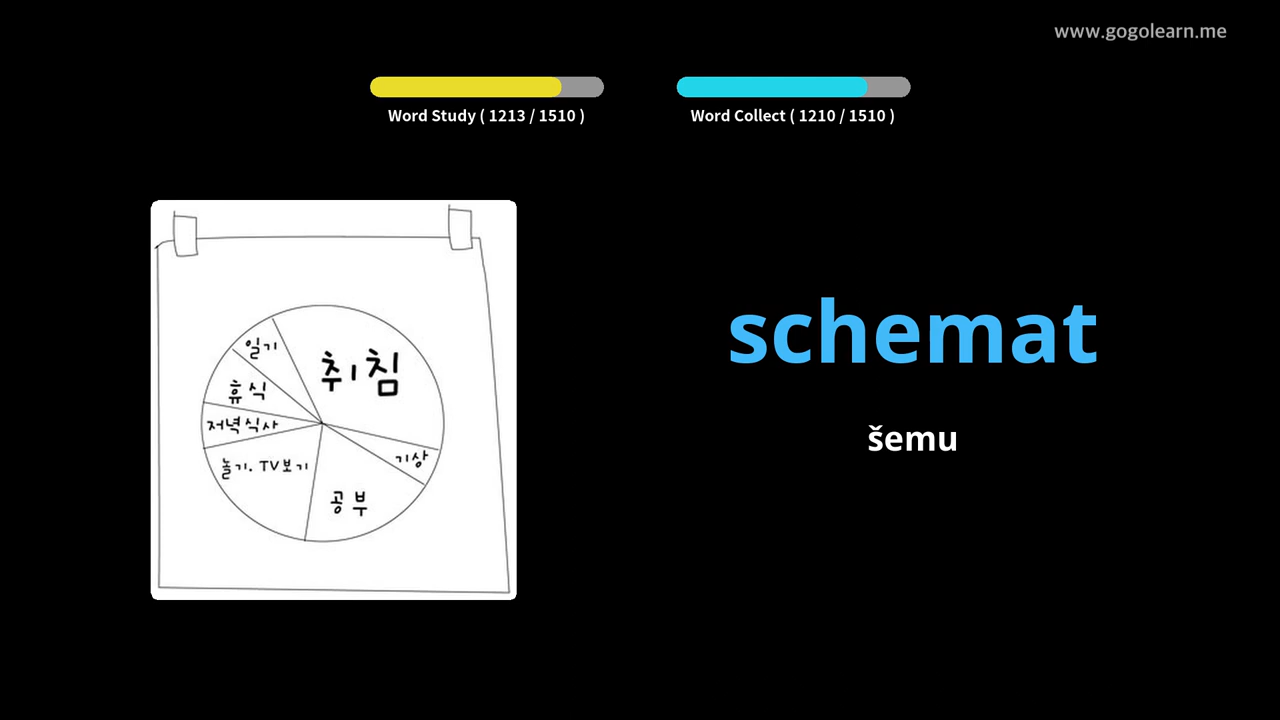 www.gogolearn.me
Word Study ( 1213 / 1510 )
Word Collect ( 1210 / 1510 )
일기
취침
휴식
저녁식사
놀기. TV보기
기상
공부
schemat
šemu